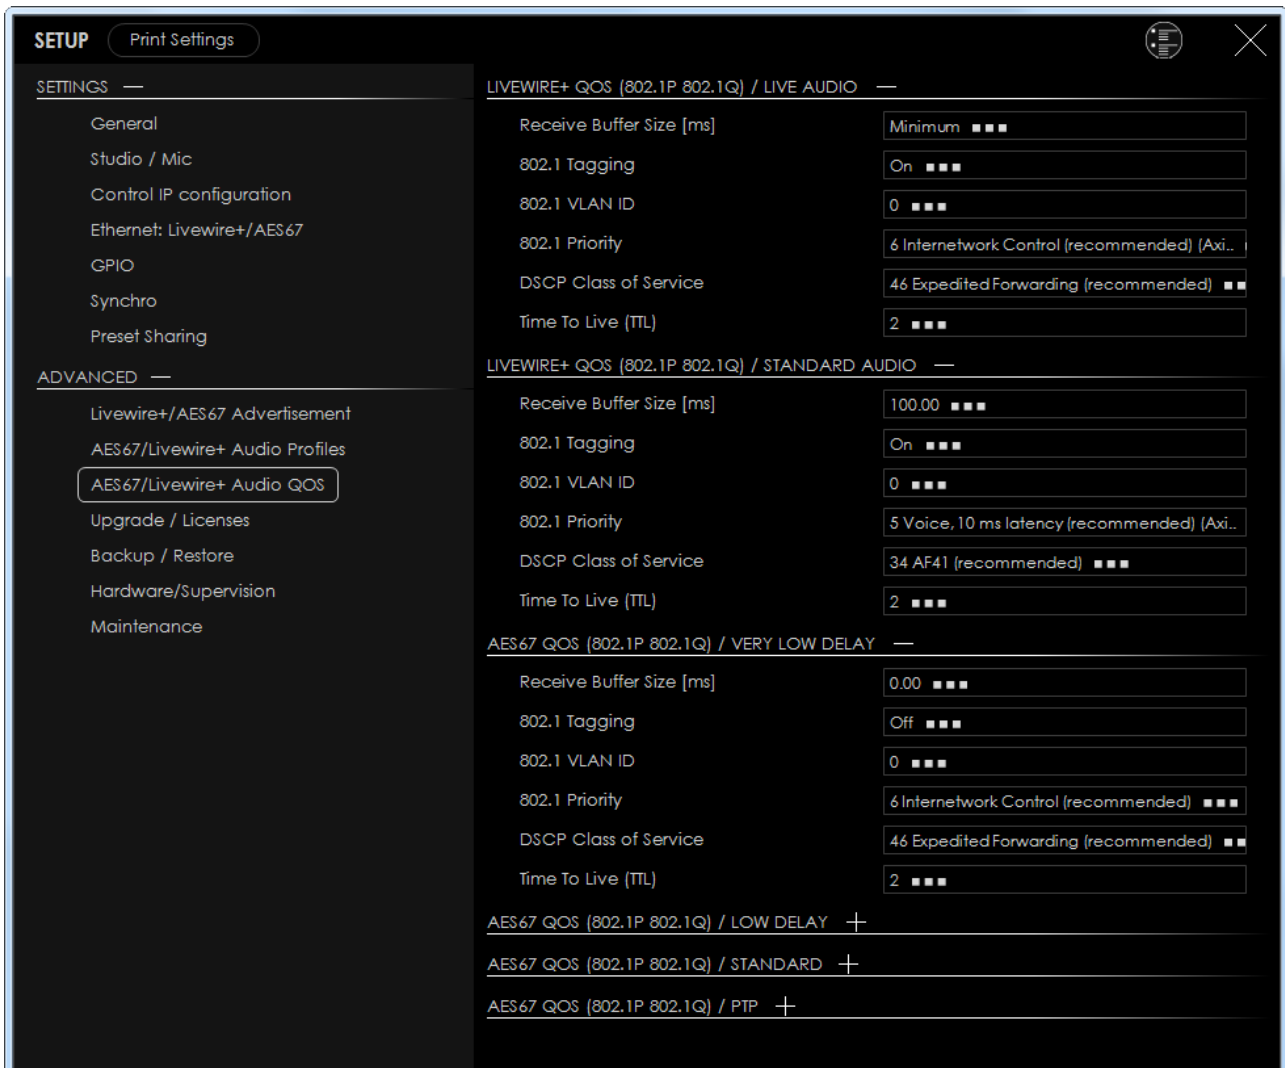 SETUP Print Settings
SETTINGS
General
Studio / Mic
Control IP configuration
Ethernet: Livewire+/AES67
GPIO
Synchro
Preset Sharing
ADVANCED
Livewire+/AES67 Advertisement
AES67/Livewire+ Audio Profiles
AES67/Livewire+ Audio QOS
Upgrade / Licenses
Backup / Restore
Hardware/Supervision
Maintenance
LIVEWIRE+ QOS (802.1P 802.1Q) / LIVE AUDIO
Receive Buffer Size [ms] Minimum
802.1 Tagging On
802.1 VLAN ID 0
802.1 Priority 6 Internetwork Control (recommended) (Axi..
DSCP Class of Service 46 Expedited Forwarding (recommended)
Time To Live (TTL) 2
LIVEWIRE+ QOS (802.1P 802.1Q) / STANDARD AUDIO
Receive Buffer Size [ms] 100.00
802.1 Tagging On
802.1 VLAN ID 0
802.1 Priority 5 Voice, 10 ms latency (recommended) (Axi..
DSCP Class of Service 34 AF41 (recommended)
Time To Live (TTL) 2
AES67 QOS (802.1P 802.1Q) / VERY LOW DELAY
Receive Buffer Size [ms] 0.00
802.1 Tagging Off
802.1 VLAN ID 0
802.1 Priority 6 Internetwork Control (recommended)
DSCP Class of Service 46 Expedited Forwarding (recommended)
Time To Live (TTL) 2
AES67 QOS (802.1P 802.1Q) / LOW DELAY
AES67 QOS (802.1P 802.1Q) / STANDARD
AES67 QOS (802.1P 802.1Q) / PTP